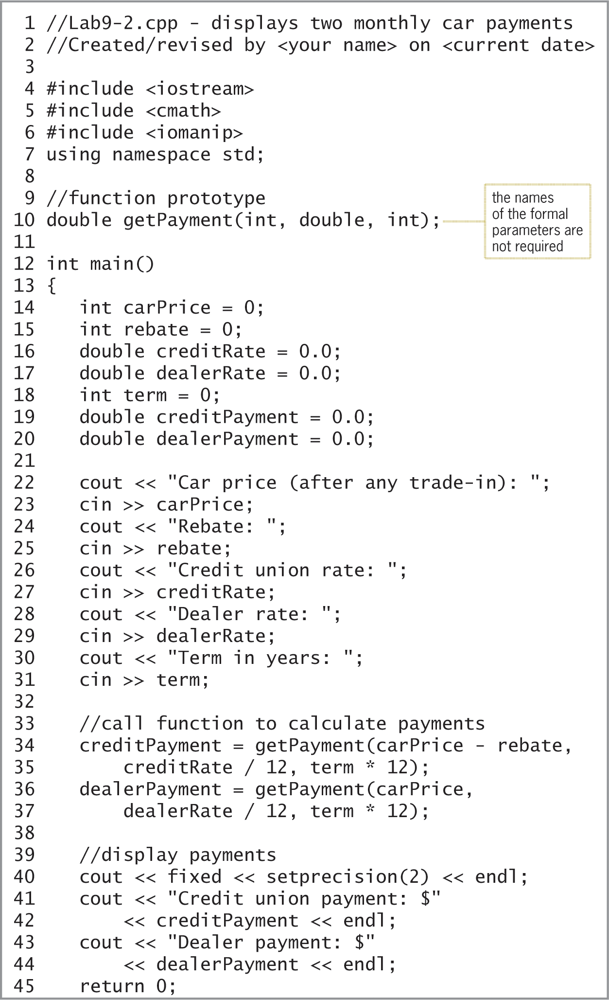 1 //Lab9-2.cpp - displays two monthly car payments
2 //Created/revised by <your name> on <current date>
3
4 #include <iostream>
5 #include <cmath>
6 #include <iomanip>
7 using namespace std;
8
9 //function prototype
10 double getPayment(int, double, int);
the names
of the formal
parameters are
not required
11
12 int main()
13 {
14    int carPrice = 0;
15    int rebate = 0;
16    double creditRate = 0.0;
17    double dealerRate = 0.0;
18    int term = 0;
19    double creditPayment = 0.0;
20    double dealerPayment = 0.0;
21
22    cout << "Car price (after any trade-in): ";
23    cin >> carPrice;
24    cout << "Rebate: ";
25    cin >> rebate;
26    cout << "Credit union rate: ";
27    cin >> creditRate;
28    cout << "Dealer rate: ";
29    cin >> dealerRate;
30    cout << "Term in years: ";
31    cin >> term;
32
33    //call function to calculate payments
34    creditPayment = getPayment(carPrice - rebate,
35        creditRate / 12, term * 12);
36    dealerPayment = getPayment(carPrice,
37        dealerRate / 12, term * 12);
38
39    //display payments
40    cout << fixed << setprecision(2) << endl;
41    cout << "Credit union payment: $"
42        << creditPayment << endl;
43    cout << "Dealer payment: $"
44        << dealerPayment << endl;
45    return 0;